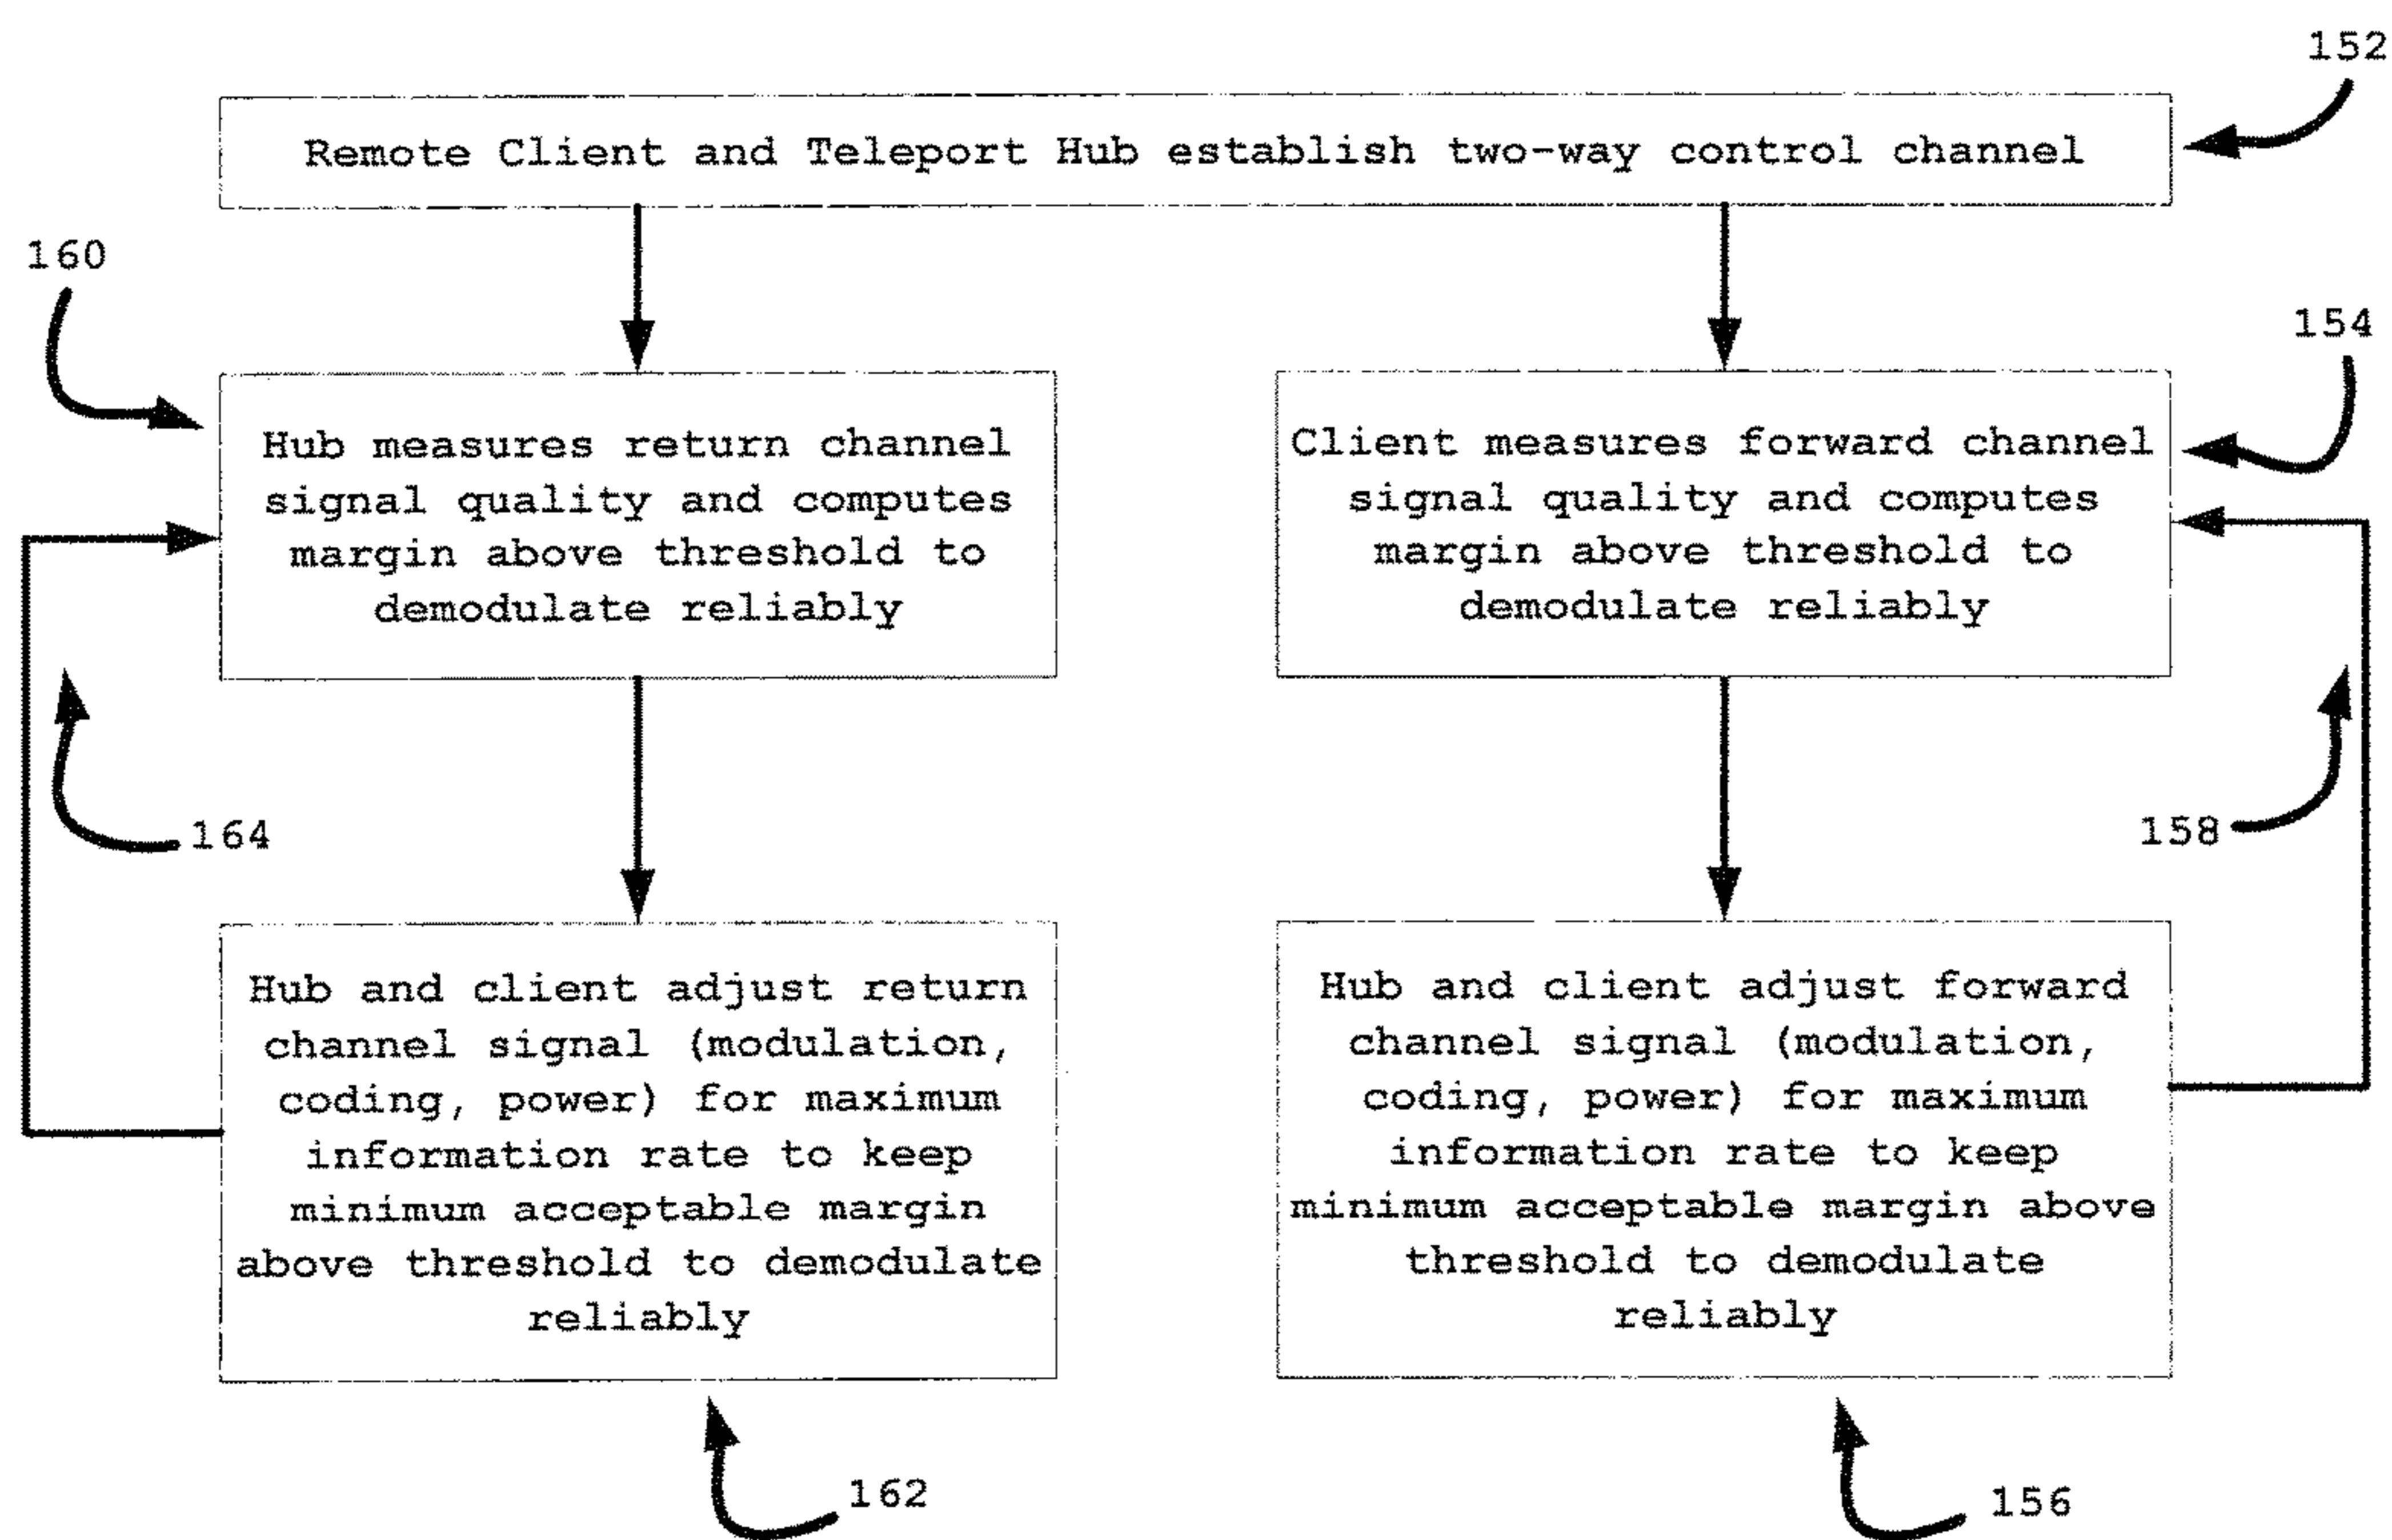 152
Remote Client and Teleport Hub establish two-way control channel
160
154
Hub measures return channel
signal quality and computes
margin above threshold to
demodulate reliably
Client measures forward channel
signal quality and computes
margin above threshold to
demodulate reliably
164
158
Hub and client adjust return
channel signal (modulation,
coding, power) for maximum
information rate to keep
minimum acceptable margin
above threshold to demodulate
reliably
Hub and client adjust forward
channel signal (modulation,
coding, power) for maximum
information rate to keep
minimum acceptable margin above
threshold to demodulate
reliably
162
156